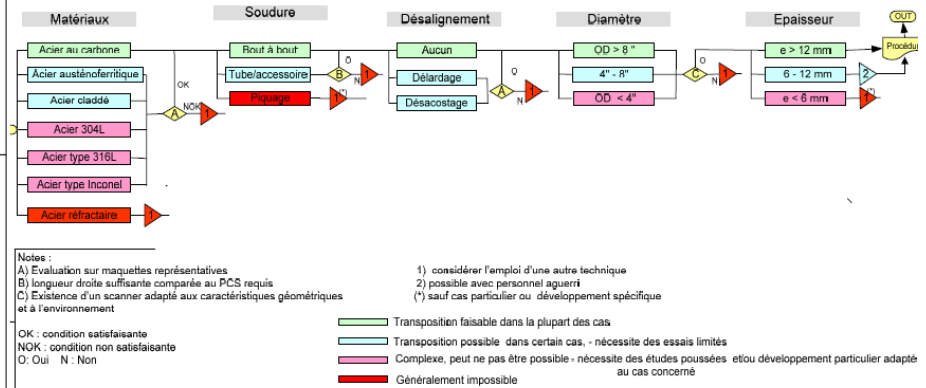 Matériaux
Soudure
Désalignement
Diamètre
Epaisseur
OUT
Acier au carbone
Bout à bout
Aucun
OD > 8 "
e > 12 mm
Acier austénoferritique
Tube/accessoire
Délardage
4" - 8"
6 - 12 mm
Acier claddé
Piquage
Désacostage
OD < 4"
e < 6 mm
Acier 304L
Acier type 316L
Acier type Inconel
Acier réfractaire
OK
NOK
A
1
1
O
B
N
1
1
(*)
O
A
N
1
O
C
N
1
2
1
(*)
Notes :
A) Evaluation sur maquettes représentatives
B) longueur droite suffisante comparée au PCS requis
C) Existence d'un scanner adapté aux caractéristiques géométriques
et à l'environnement
1) considérer l'emploi d'une autre technique
2) possible avec personnel aguerri
(*) sauf cas particulier ou développement spécifique
OK : condition satisfaisante
NOK : condition non satisfaisante
O: Oui N : Non
Transposition faisable dans la plupart des cas
Transposition possible dans certain cas, - nécessite des essais limités
Complexe, peut ne pas être possible - nécessite des études poussées et/ou développement particulier adapté
au cas concerné
Généralement impossible